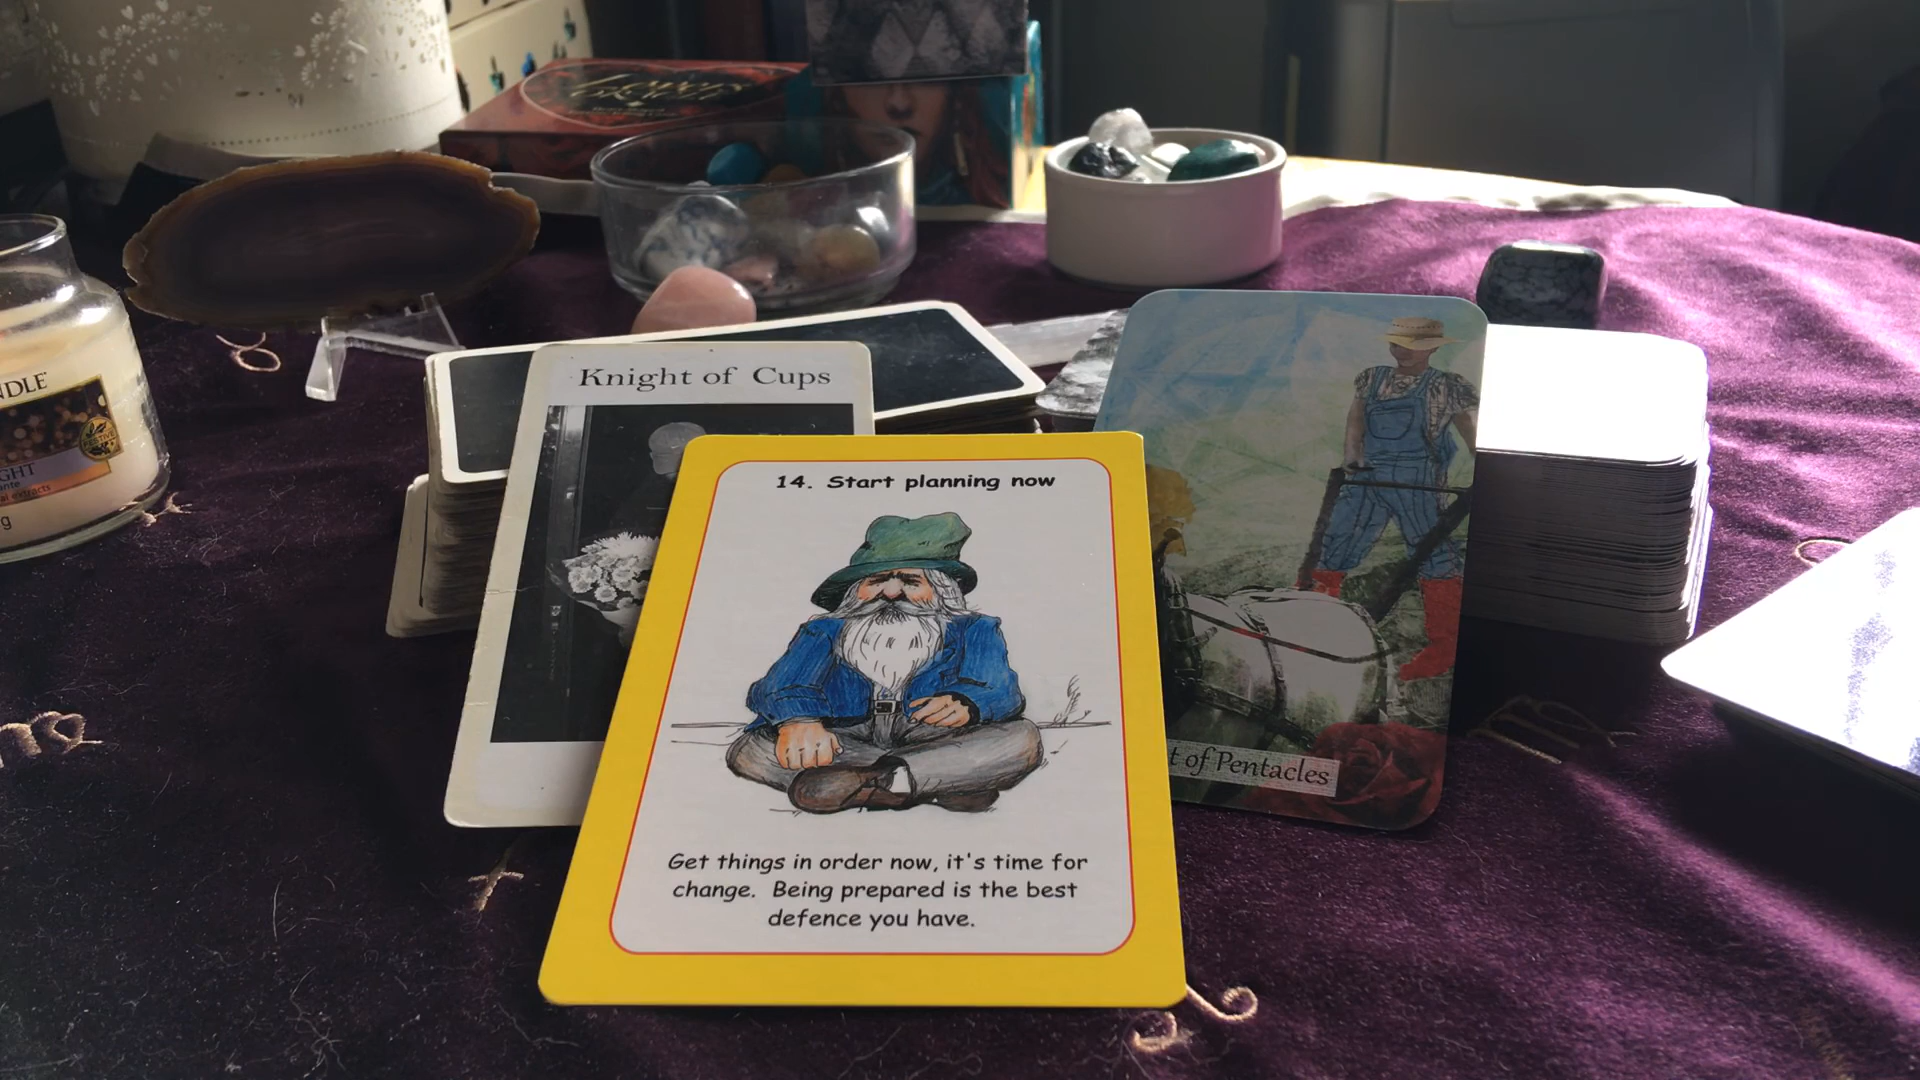 Knight of Cups
14. Start planning now
Get things in order now, it's time for
change. Being prepared is the best
defence you have.
t of Pentacles
NDLE
GHT